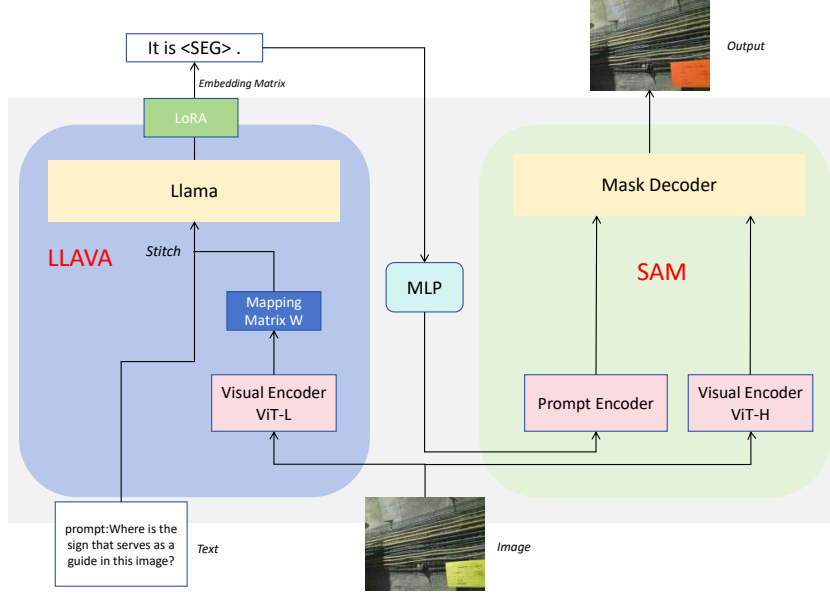 It is <SEG> .
Output
Embedding Matrix
LoRA
Llama
Mask Decoder
LLAVA
Stitch
SAM
MLP
Mapping
Matrix W
Visual Encoder
ViT-L
Prompt Encoder
Visual Encoder
ViT-H
prompt:Where is the
sign that serves as a
guide in this image?
Text
Image